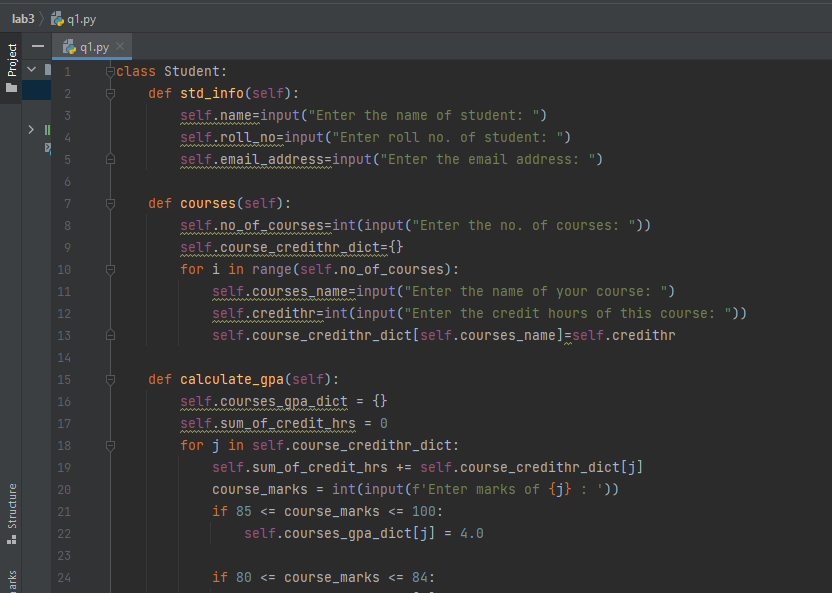 lab3 q1.py
Project
q1.py
1 class Student:
2     def std_info(self):
3         self.name=input("Enter the name of student: ")
4         self.roll_no=input("Enter roll no. of student: ")
5         self.email_address=input("Enter the email address: ")
6
7     def courses(self):
8         self.no_of_courses=int(input("Enter the no. of courses: "))
9         self.course_credithr_dict={}
10         for i in range(self.no_of_courses):
11             self.courses_name=input("Enter the name of your course: ")
12             self.credithr=int(input("Enter the credit hours of this course: "))
13             self.course_credithr_dict[self.courses_name]=self.credithr
14
15     def calculate_gpa(self):
16         self.courses_gpa_dict = {}
17         self.sum_of_credit_hrs = 0
18         for j in self.course_credithr_dict:
19             self.sum_of_credit_hrs += self.course_credithr_dict[j]
20             course_marks = int(input(f'Enter marks of {j} : '))
21             if 85 <= course_marks <= 100:
22                 self.courses_gpa_dict[j] = 4.0
23
24             if 80 <= course_marks <= 84:
Structure